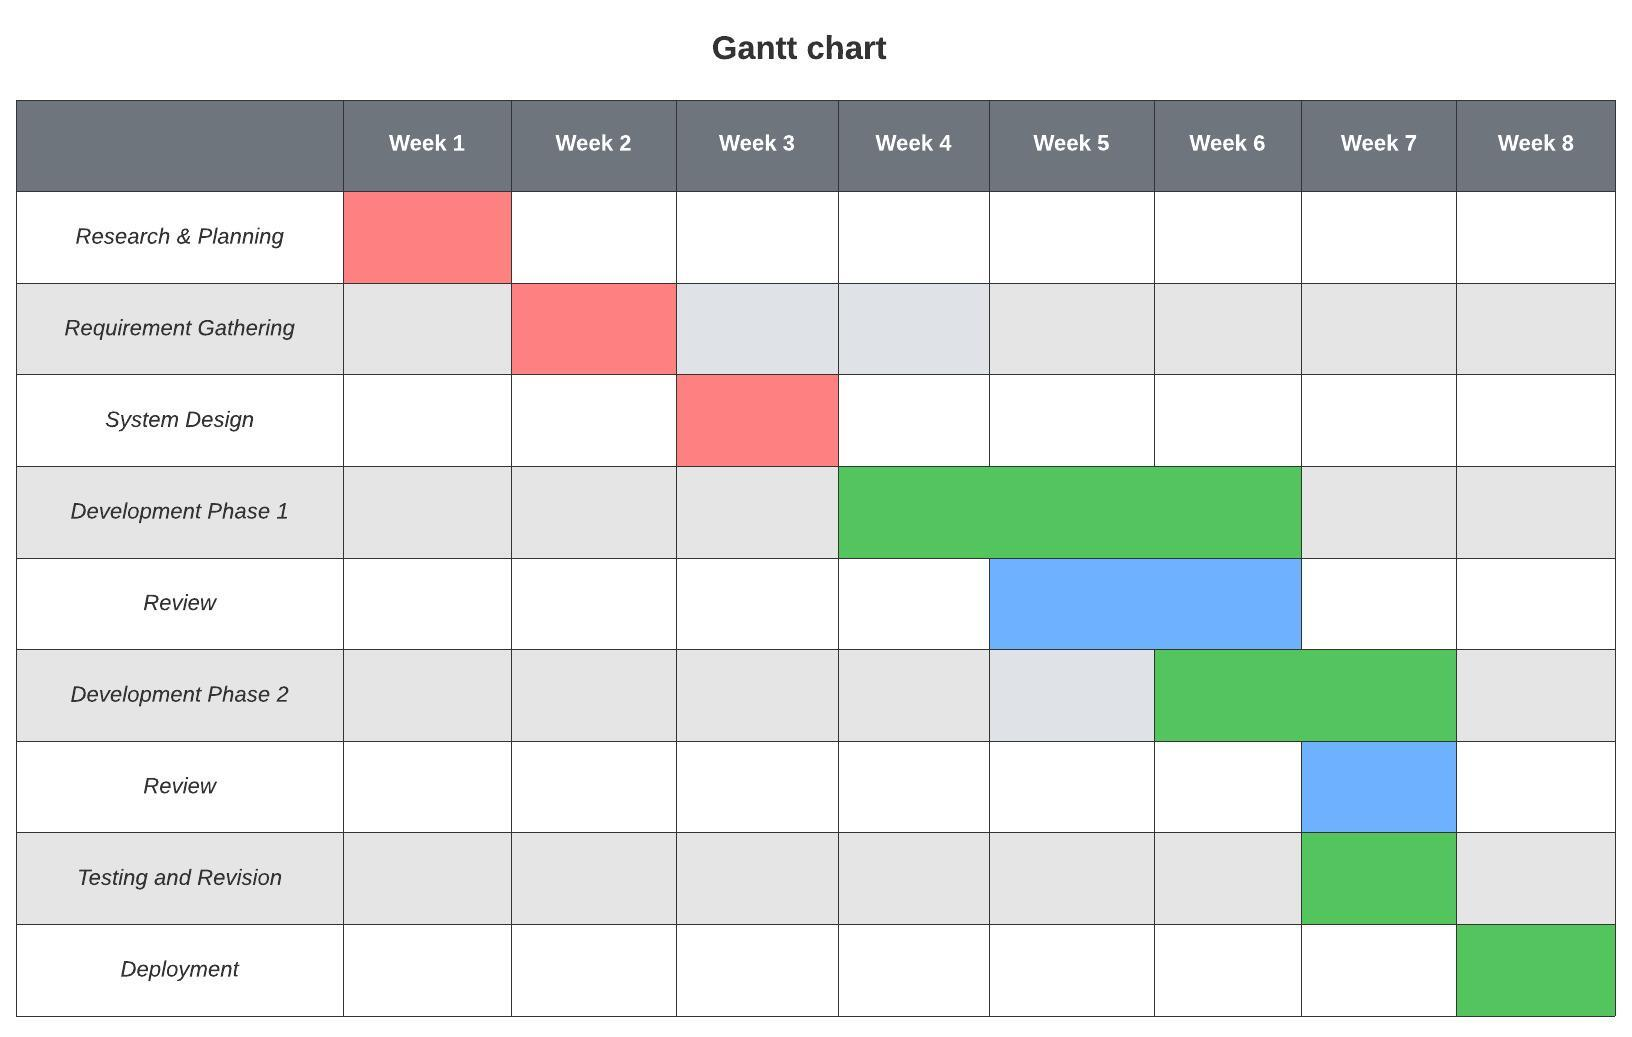 Gantt chart
Week 1 Week 2 Week 3 Week 4 Week 5 Week 6 Week 7 Week 8
Research & Planning
Requirement Gathering
System Design
Development Phase 1
Review
Development Phase 2
Review
Testing and Revision
Deployment